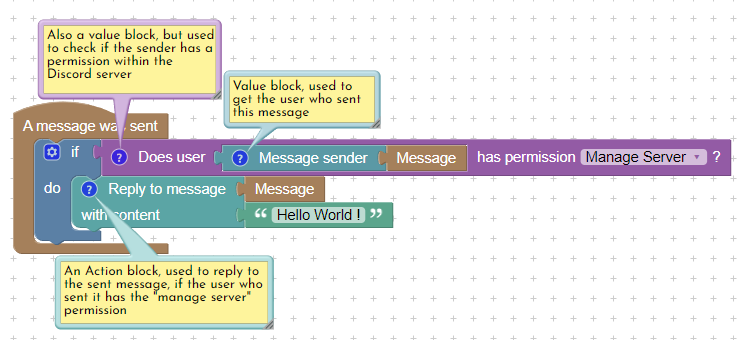 Also a value block, but used
to check if the sender has a
permission within the
Discord server
Value block, used to
get the user who sent
this message
A message was sent
if ? Does user ? Message sender Message has permission Manage Server ?
do ? Reply to message Message
with content “ Hello World ! ”
An Action block, used to reply to
the sent message, if the user who
sent it has the "manage server"
permission